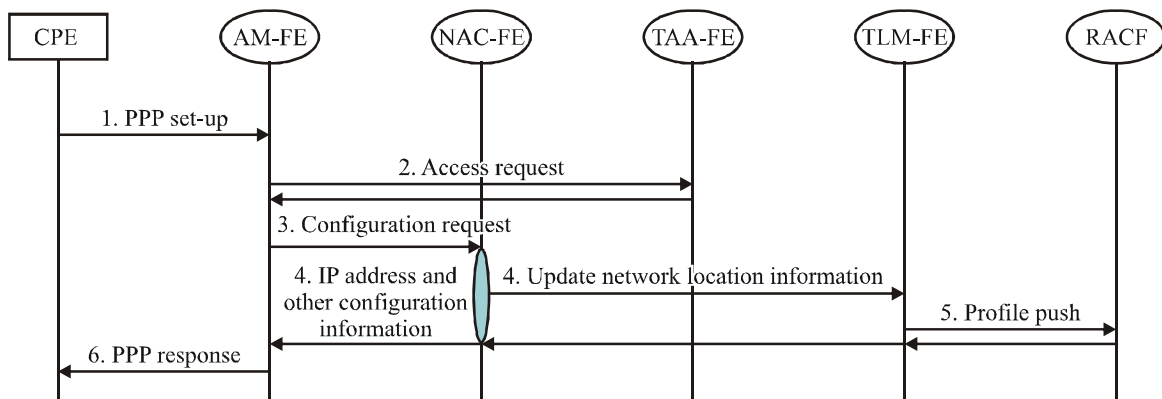 CPE
AM-FE
NAC-FE
TAA-FE
TLM-FE
RACF
1. PPP set-up
2. Access request
3. Configuration request
4. IP address and
other configuration
information
4. Update network location information
5. Profile push
6. PPP response